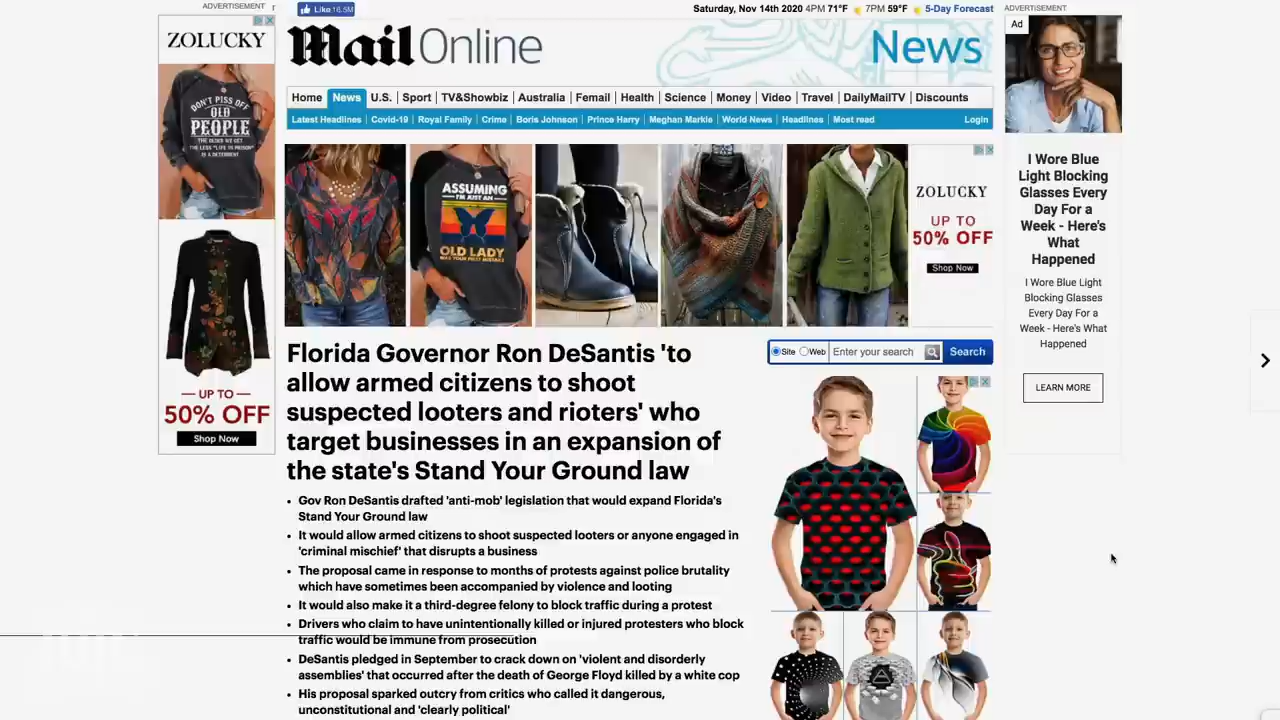 ADVERTISEMENT
Like 16.5M
Saturday, Nov 14th 2020 4PM 71°F 7PM 59°F 5-Day Forecast
ADVERTISEMENT
Mail Online
News
Home News U.S. Sport TV&Showbiz Australia Femail Health Science Money Video Travel DailyMailTV Discounts
Latest Headlines Covid-19 Royal Family Crime Boris Johnson Prince Harry Meghan Markle World News Headlines Most read Login
ZOLUCKY
DON'T PISS OFF
OLD
PEOPLE
THE OLDER WE GET
THE LESS "LIFE IN PRISON"
IS A DETERRENT
— UP TO —
50% OFF
Shop Now
ASSUMING
I'M JUST AN
OLD LADY
WAS YOUR FIRST MISTAKE
ZOLUCKY
UP TO
50% OFF
Shop Now
Ad
I Wore Blue
Light Blocking
Glasses Every
Day For a
Week - Here's
What
Happened
I Wore Blue Light
Blocking Glasses
Every Day For a
Week - Here's What
Happened
LEARN MORE
Site Web Enter your search Search
Florida Governor Ron DeSantis 'to
allow armed citizens to shoot
suspected looters and rioters' who
target businesses in an expansion of
the state's Stand Your Ground law
• Gov Ron DeSantis drafted 'anti-mob' legislation that would expand Florida's
Stand Your Ground law
• It would allow armed citizens to shoot suspected looters or anyone engaged in
'criminal mischief' that disrupts a business
• The proposal came in response to months of protests against police brutality
which have sometimes been accompanied by violence and looting
• It would also make it a third-degree felony to block traffic during a protest
• Drivers who claim to have unintentionally killed or injured protesters who block
traffic would be immune from prosecution
• DeSantis pledged in September to crack down on 'violent and disorderly
assemblies' that occurred after the death of George Floyd killed by a white cop
• His proposal sparked outcry from critics who called it dangerous,
unconstitutional and 'clearly political'